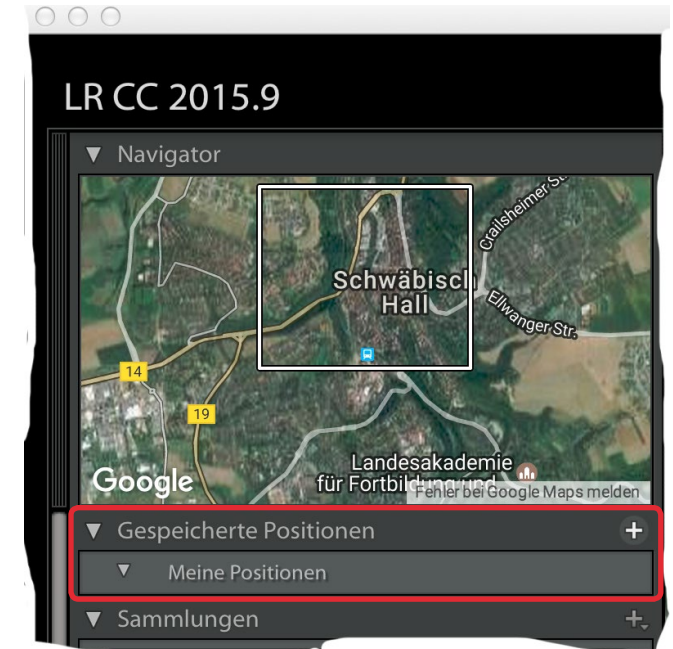 LR CC 2015.9
Navigator
Crailsheimer Str.
Schwäbisch
Hall
Ellwanger Str.
14
19
Landesakademie
für Fortbildung und
Google
Fehler bei Google Maps melden
Gespeicherte Positionen
Meine Positionen
Sammlungen